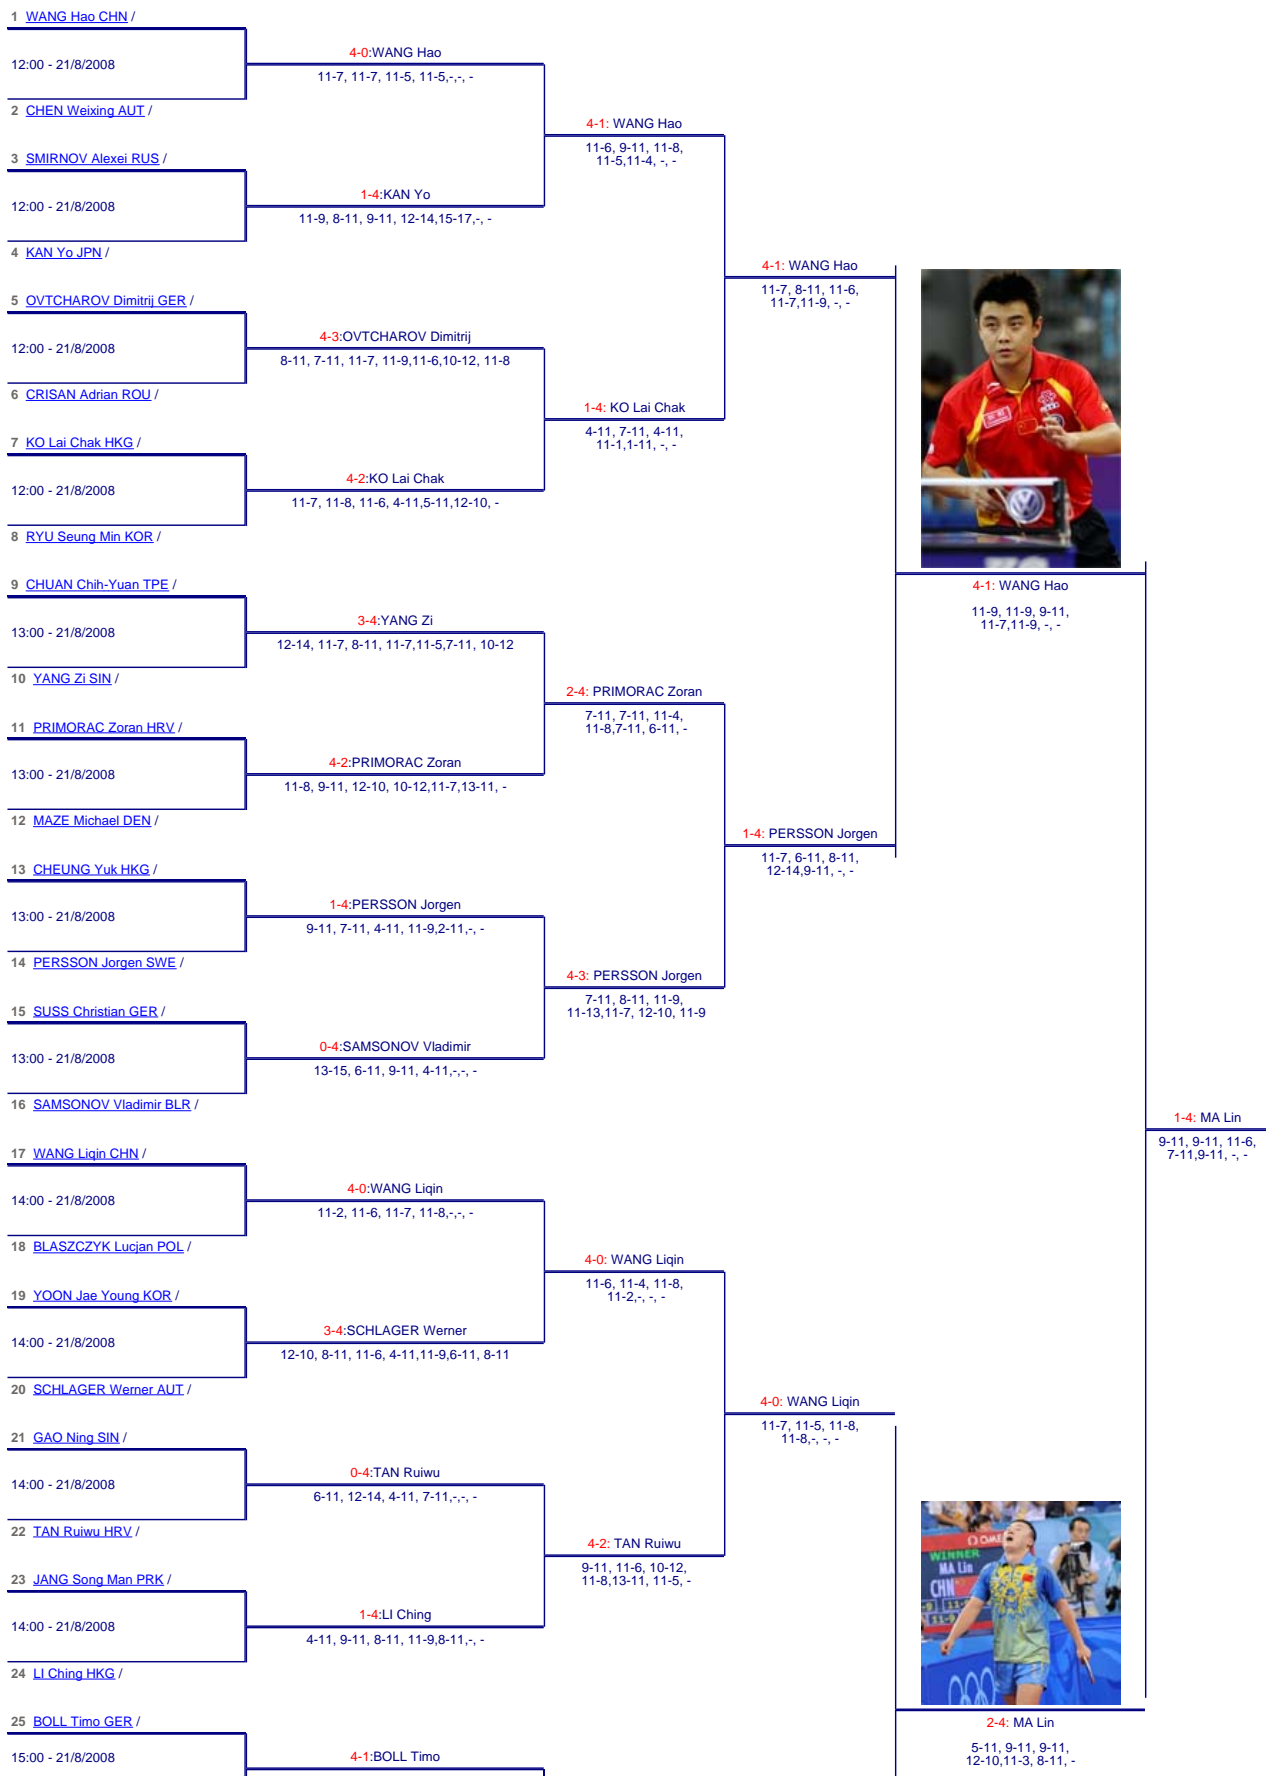 1 WANG Hao CHN /
12:00 - 21/8/2008
4-0:WANG Hao
11-7, 11-7, 11-5, 11-5,-,-, -
2 CHEN Weixing AUT /
4-1: WANG Hao
11-6, 9-11, 11-8,
11-5,11-4, -, -
3 SMIRNOV Alexei RUS /
12:00 - 21/8/2008
1-4:KAN Yo
11-9, 8-11, 9-11, 12-14,15-17,-, -
4 KAN Yo JPN /
4-1: WANG Hao
11-7, 8-11, 11-6,
11-7,11-9, -, -
5 OVTCHAROV Dimitrij GER /
12:00 - 21/8/2008
4-3:OVTCHAROV Dimitrij
8-11, 7-11, 11-7, 11-9,11-6,10-12, 11-8
6 CRISAN Adrian ROU /
1-4: KO Lai Chak
4-11, 7-11, 4-11,
11-1,1-11, -, -
7 KO Lai Chak HKG /
12:00 - 21/8/2008
4-2:KO Lai Chak
11-7, 11-8, 11-6, 4-11,5-11,12-10, -
8 RYU Seung Min KOR /
9 CHUAN Chih-Yuan TPE /
4-1: WANG Hao
11-9, 11-9, 9-11,
11-7,11-9, -, -
13:00 - 21/8/2008
3-4:YANG Zi
12-14, 11-7, 8-11, 11-7,11-5,7-11, 10-12
10 YANG Zi SIN /
2-4: PRIMORAC Zoran
7-11, 7-11, 11-4,
11-8,7-11, 6-11, -
11 PRIMORAC Zoran HRV /
13:00 - 21/8/2008
4-2:PRIMORAC Zoran
11-8, 9-11, 12-10, 10-12,11-7,13-11, -
12 MAZE Michael DEN /
1-4: PERSSON Jorgen
11-7, 6-11, 8-11,
12-14,9-11, -, -
13 CHEUNG Yuk HKG /
13:00 - 21/8/2008
1-4:PERSSON Jorgen
9-11, 7-11, 4-11, 11-9,2-11,-, -
14 PERSSON Jorgen SWE /
4-3: PERSSON Jorgen
7-11, 8-11, 11-9,
11-13,11-7, 12-10, 11-9
15 SUSS Christian GER /
13:00 - 21/8/2008
0-4:SAMSONOV Vladimir
13-15, 6-11, 9-11, 4-11,-,-, -
16 SAMSONOV Vladimir BLR /
1-4: MA Lin
9-11, 9-11, 11-6,
7-11,9-11, -, -
17 WANG Liqin CHN /
14:00 - 21/8/2008
4-0:WANG Liqin
11-2, 11-6, 11-7, 11-8,-,-, -
18 BLASZCZYK Lucjan POL /
4-0: WANG Liqin
11-6, 11-4, 11-8,
11-2,-, -, -
19 YOON Jae Young KOR /
14:00 - 21/8/2008
3-4:SCHLAGER Werner
12-10, 8-11, 11-6, 4-11,11-9,6-11, 8-11
20 SCHLAGER Werner AUT /
4-0: WANG Liqin
11-7, 11-5, 11-8,
11-8,-, -, -
21 GAO Ning SIN /
14:00 - 21/8/2008
0-4:TAN Ruiwu
6-11, 12-14, 4-11, 7-11,-,-, -
22 TAN Ruiwu HRV /
4-2: TAN Ruiwu
9-11, 11-6, 10-12,
11-8,13-11, 11-5, -
WINNER
MA Lin
CHN
23 JANG Song Man PRK /
14:00 - 21/8/2008
1-4:LI Ching
4-11, 9-11, 8-11, 11-9,8-11,-, -
24 LI Ching HKG /
25 BOLL Timo GER /
2-4: MA Lin
5-11, 9-11, 9-11,
12-10,11-3, 8-11, -
15:00 - 21/8/2008
4-1:BOLL Timo